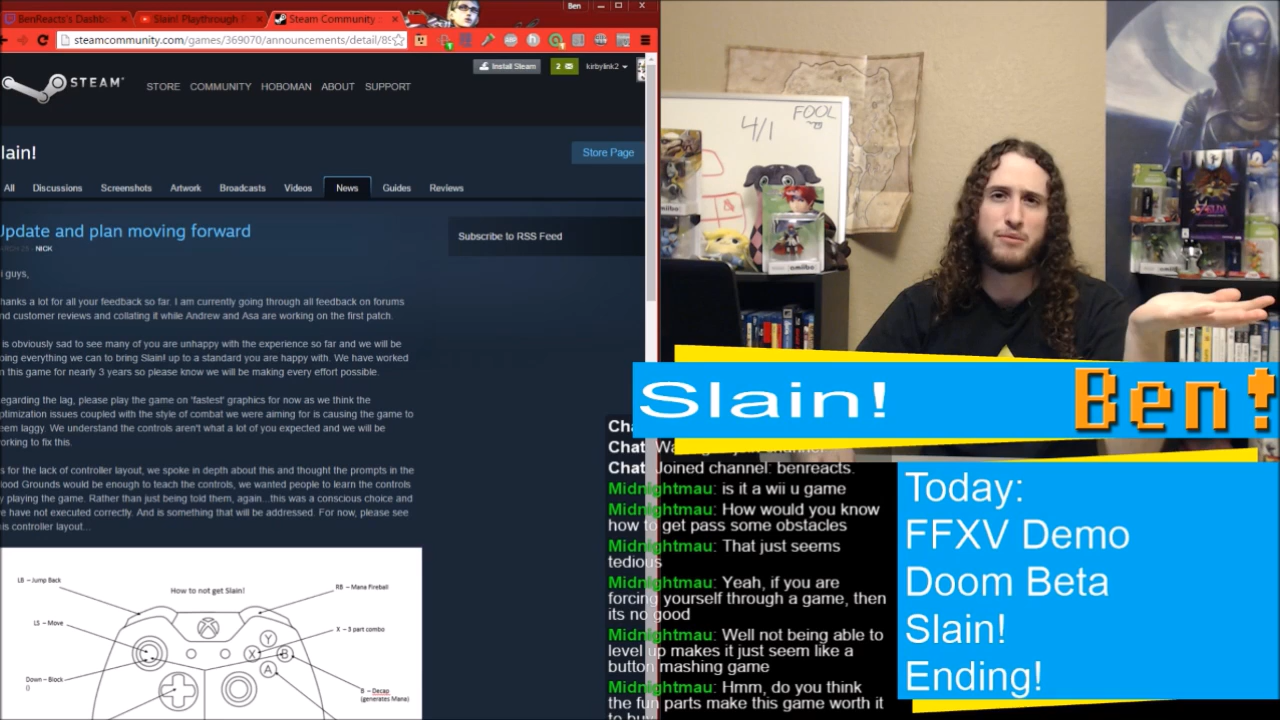 BenReacts's Dashb
Slain! Playthrough F
Steam Community :
Ben
steamcommunity.com/games/369070/announcements/detail/89
STEAM
Install Steam
2
kirbylink2
STORE COMMUNITY HOBOMAN ABOUT SUPPORT
lain!
Store Page
All Discussions Screenshots Artwork Broadcasts Videos News Guides Reviews
Update and plan moving forward
NICK
Subscribe to RSS Feed
i guys,
hanks a lot for all your feedback so far. I am currently going through all feedback on forums
nd customer reviews and collating it while Andrew and Asa are working on the first patch.
is obviously sad to see many of you are unhappy with the experience so far and we will be
oing everything we can to bring Slain! up to a standard you are happy with. We have worked
n this game for nearly 3 years so please know we will be making every effort possible.
egarding the lag, please play the game on 'fastest' graphics for now as we think the
ptimization issues coupled with the style of combat we were aiming for is causing the game to
eem laggy. We understand the controls aren't what a lot of you expected and we will be
orking to fix this.
s for the lack of controller layout, we spoke in depth about this and thought the prompts in the
lood Grounds would be enough to teach the controls, we wanted people to learn the controls
y playing the game. Rather than just being told them, again...this was a conscious choice and
e have not executed correctly. And is something that will be addressed. For now, please see
is controller layout...
How to not get Slain!
LB – Jump Back
RB – Mana Fireball
LS – Move
X – 3 part combo
Down – Block
()
B – Decap
(generates Mana)
Y
X
B
A
4/1
FOOL
amiibo
ZELDA
Slain!
Ben!
Cha
Chat
Chat Joined channel: benreacts.
Midnightmau: is it a wii u game
Midnightmau: How would you know
how to get pass some obstacles
Midnightmau: That just seems
tedious
Midnightmau: Yeah, if you are
forcing yourself through a game, then
its no good
Midnightmau: Well not being able to
level up makes it just seem like a
button mashing game
Midnightmau: Hmm, do you think
the fun parts make this game worth it
to buy
Today:
FFXV Demo
Doom Beta
Slain!
Ending!